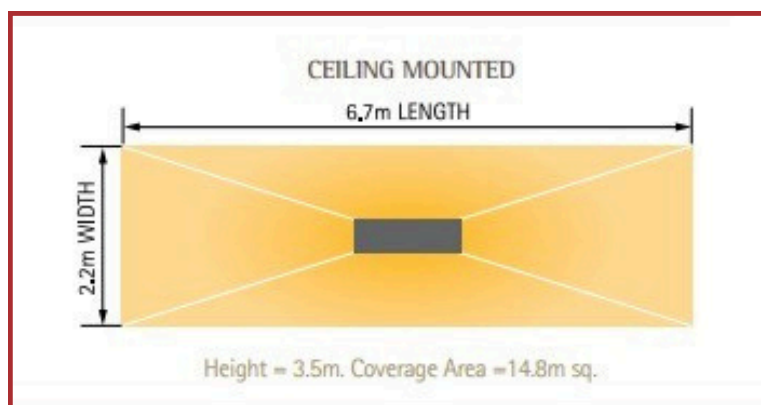 CEILING MOUNTED
6.7m LENGTH
2.2m WIDTH
Height = 3.5m. Coverage Area =14.8m sq.